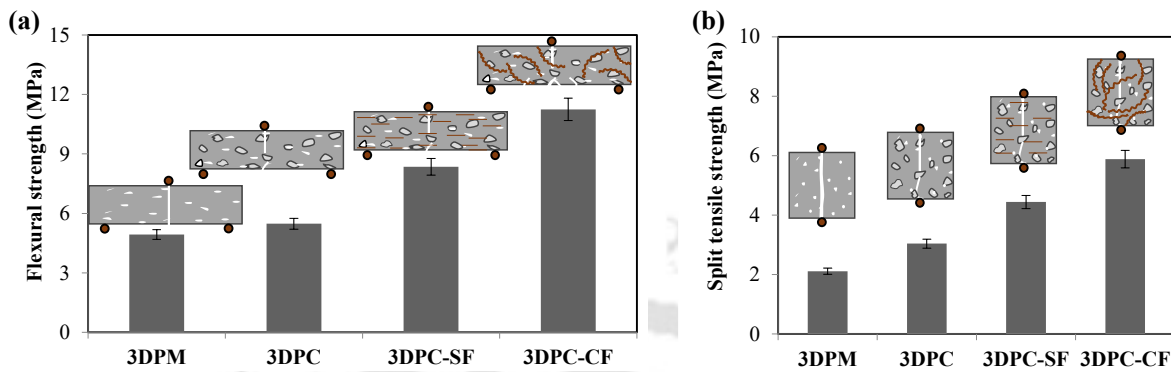 (a)
Flexural strength (MPa)
15
12
9
6
3
0
3DPM 3DPC 3DPC-SF 3DPC-CF
(b)
Split tensile strength (MPa)
10
8
6
4
2
0
3DPM 3DPC 3DPC-SF 3DPC-CF